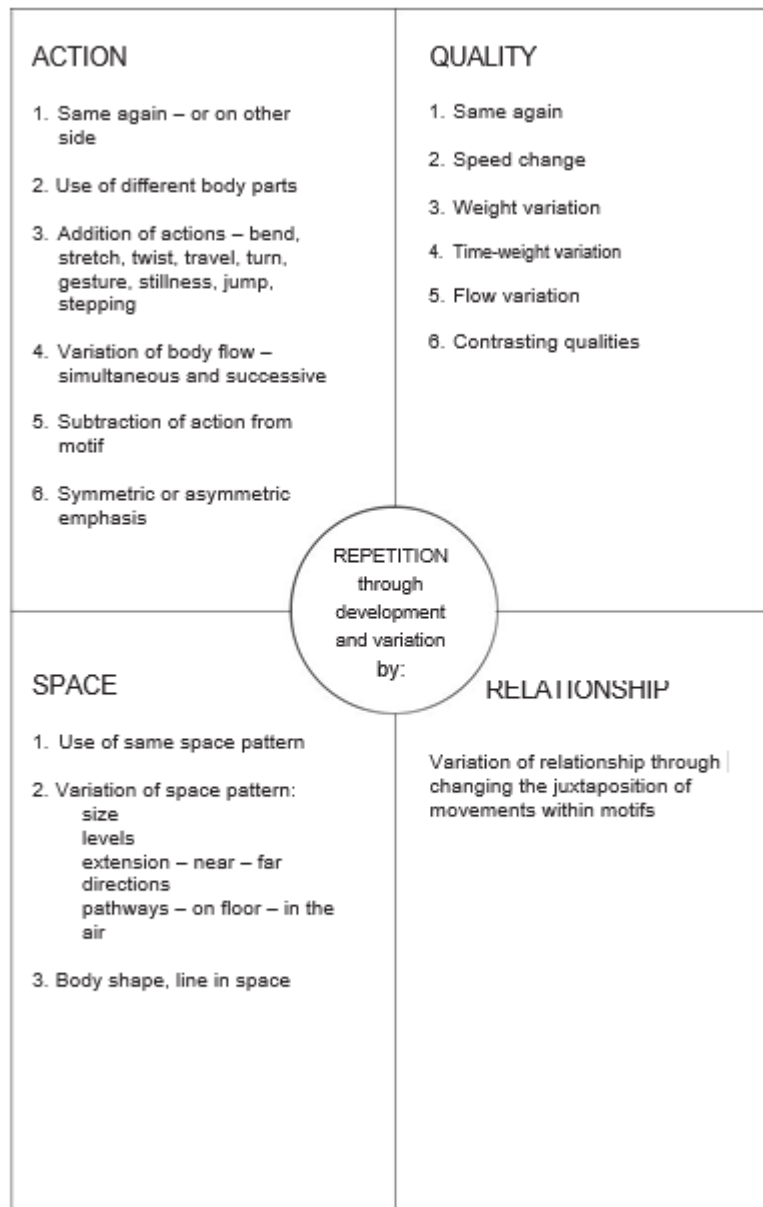 ACTION
1. Same again – or on other
side
2. Use of different body parts
3. Addition of actions – bend,
stretch, twist, travel, turn,
gesture, stillness, jump,
stepping
4. Variation of body flow –
simultaneous and successive
5. Subtraction of action from
motif
6. Symmetric or asymmetric
emphasis
QUALITY
1. Same again
2. Speed change
3. Weight variation
4. Time-weight variation
5. Flow variation
6. Contrasting qualities
REPETITION
through
development
and variation
by:
SPACE
1. Use of same space pattern
2. Variation of space pattern:
size
levels
extension – near – far
directions
pathways – on floor – in the
air
3. Body shape, line in space
RELATIONSHIP
Variation of relationship through
changing the juxtaposition of
movements within motifs